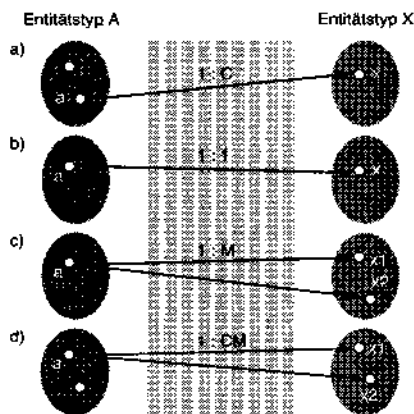 Entitätstyp A Entitätstyp X
a) 1 : C
a x
b) 1 : 1
a x
c) 1 : M
a x1
x2
d) 1 : CM
a x1
x2